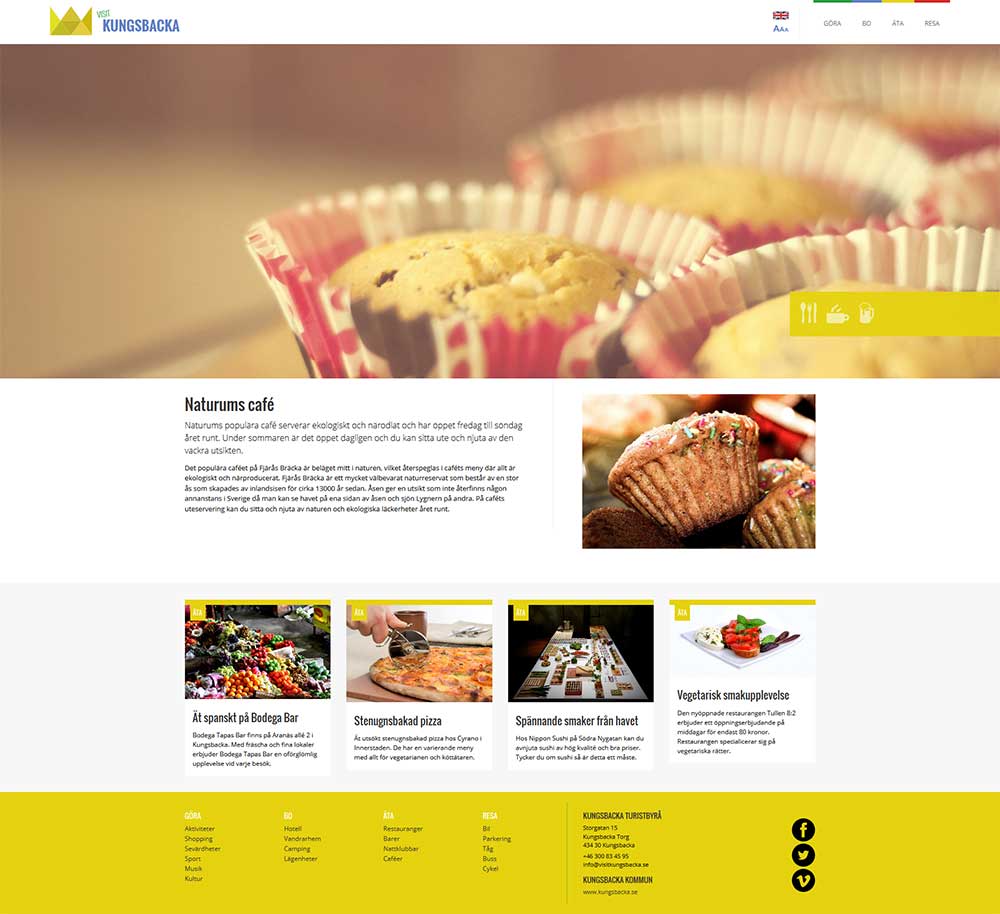 VISIT
KUNGSBACKA
AAA
GÖRA BO ÄTA RESA
Naturums café
Naturums populära café serverar ekologiskt och närodlat och har öppet fredag till söndag
året runt. Under sommaren är det öppet dagligen och du kan sitta ute och njuta av den
vackra utsikten.
Det populära caféet på Fjärås Bräcka är beläget mitt i naturen, vilket återspeglas i caféts meny där allt är
ekologiskt och närproducerat. Fjärås Bräcka är ett mycket välbevarat naturreservat som består av en stor
ås som skapades av inlandsisen för cirka 13000 år sedan. Åsen ger en utsikt som inte återfinns någon
annanstans i Sverige då man kan se havet på ena sidan av åsen och sjön Lygnern på andra. På caféts
uteservering kan du sitta och njuta av naturen och ekologiska läckerheter året runt.
ÄTA
Ät spanskt på Bodega Bar
Bodega Tapas Bar finns på Aranäs allé 2 i
Kungsbacka. Med fräscha och fina lokaler
erbjuder Bodega Tapas Bar en oförglömlig
upplevelse vid varje besök.
ÄTA
Stenugnsbakad pizza
Ät utsökt stenugnsbakad pizza hos Cyrano i
Innerstaden. De har en varierande meny
med allt för vegetarianen och köttätaren.
ÄTA
Spännande smaker från havet
Hos Nippon Sushi på Södra Nygatan kan du
avnjuta sushi av hög kvalité och bra priser.
Tycker du om sushi så är detta ett måste.
ÄTA
Vegetarisk smakupplevelse
Den nyöppnade restaurangen Tullen 8:2
erbjuder ett öppningserbjudande på
middagar för endast 80 kronor.
Restaurangen specialicerar sig på
vegetariska rätter.
GÖRA
Aktiviteter
Shopping
Sevärdheter
Sport
Musik
Kultur
BO
Hotell
Vandrarhem
Camping
Lägenheter
ÄTA
Restauranger
Barer
Nattklubbar
Caféer
RESA
Bil
Parkering
Tåg
Buss
Cykel
KUNGSBACKA TURISTBYRÅ
Storgatan 15
Kungsbacka Torg
434 30 Kungsbacka
+46 300 83 45 95
info@visitkungsbacka.se
KUNGSBACKA KOMMUN
www.kungsbacka.se